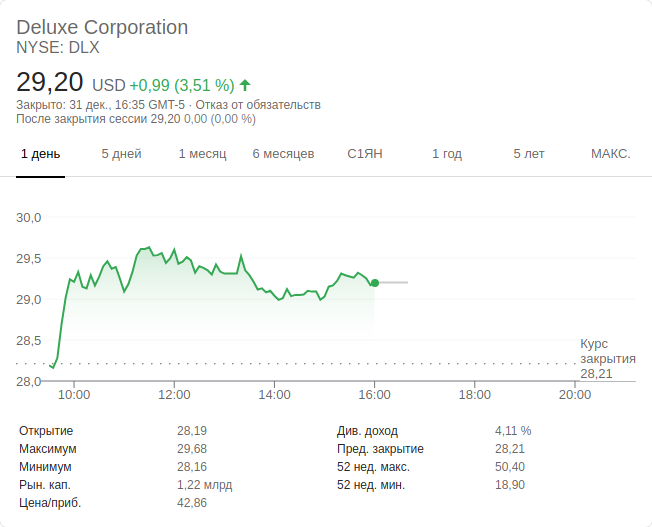 Deluxe Corporation
NYSE: DLX
29,20 USD +0,99 (3,51 %) ↑
Закрыто: 31 дек., 16:35 GMT-5 · Отказ от обязательств
После закрытия сессии 29,20 0,00 (0,00 %)
1 день 5 дней 1 месяц 6 месяцев С1ЯН 1 год 5 лет МАКС.
30,0
29,5
29,0
28,5
Курс
закрытия
28,21
28,0
10:00 12:00 14:00 16:00 18:00 20:00
Открытие 28,19 Див. доход 4,11 %
Максимум 29,68 Пред. закрытие 28,21
Минимум 28,16 52 нед. макс. 50,40
Рын. кап. 1,22 млрд 52 нед. мин. 18,90
Цена/приб. 42,86